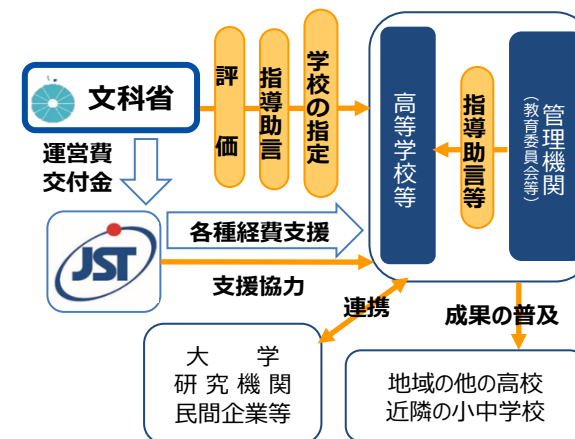 文科省
評価
指導助言
学校の指定
高等学校等
指導助言等
管理機関
(教育委員会等)
運営費
交付金
JST
各種経費支援
支援協力
連携
成果の普及
大学
研究機関
民間企業等
地域の他の高校
近隣の小中学校